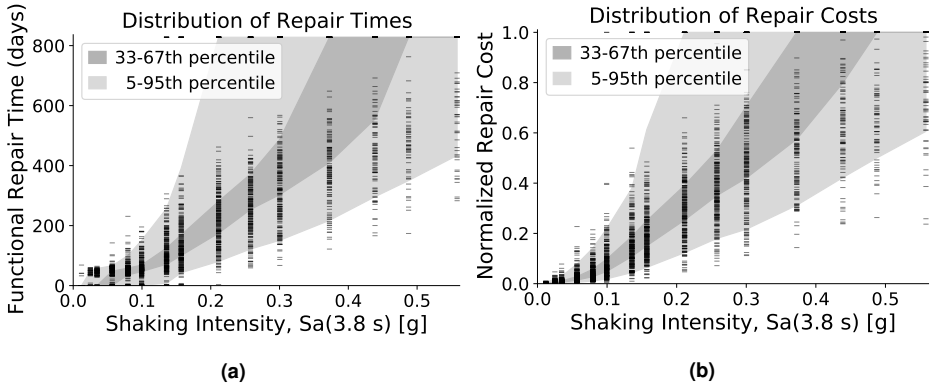 Distribution of Repair Times
Functional Repair Time (days)
800
600
400
200
0
33-67th percentile
5-95th percentile
0.0 0.1 0.2 0.3 0.4 0.5
Shaking Intensity, Sa(3.8 s) [g]
(a)
Distribution of Repair Costs
Normalized Repair Cost
1.0
0.8
0.6
0.4
0.2
0.0
33-67th percentile
5-95th percentile
0.0 0.1 0.2 0.3 0.4 0.5
Shaking Intensity, Sa(3.8 s) [g]
(b)